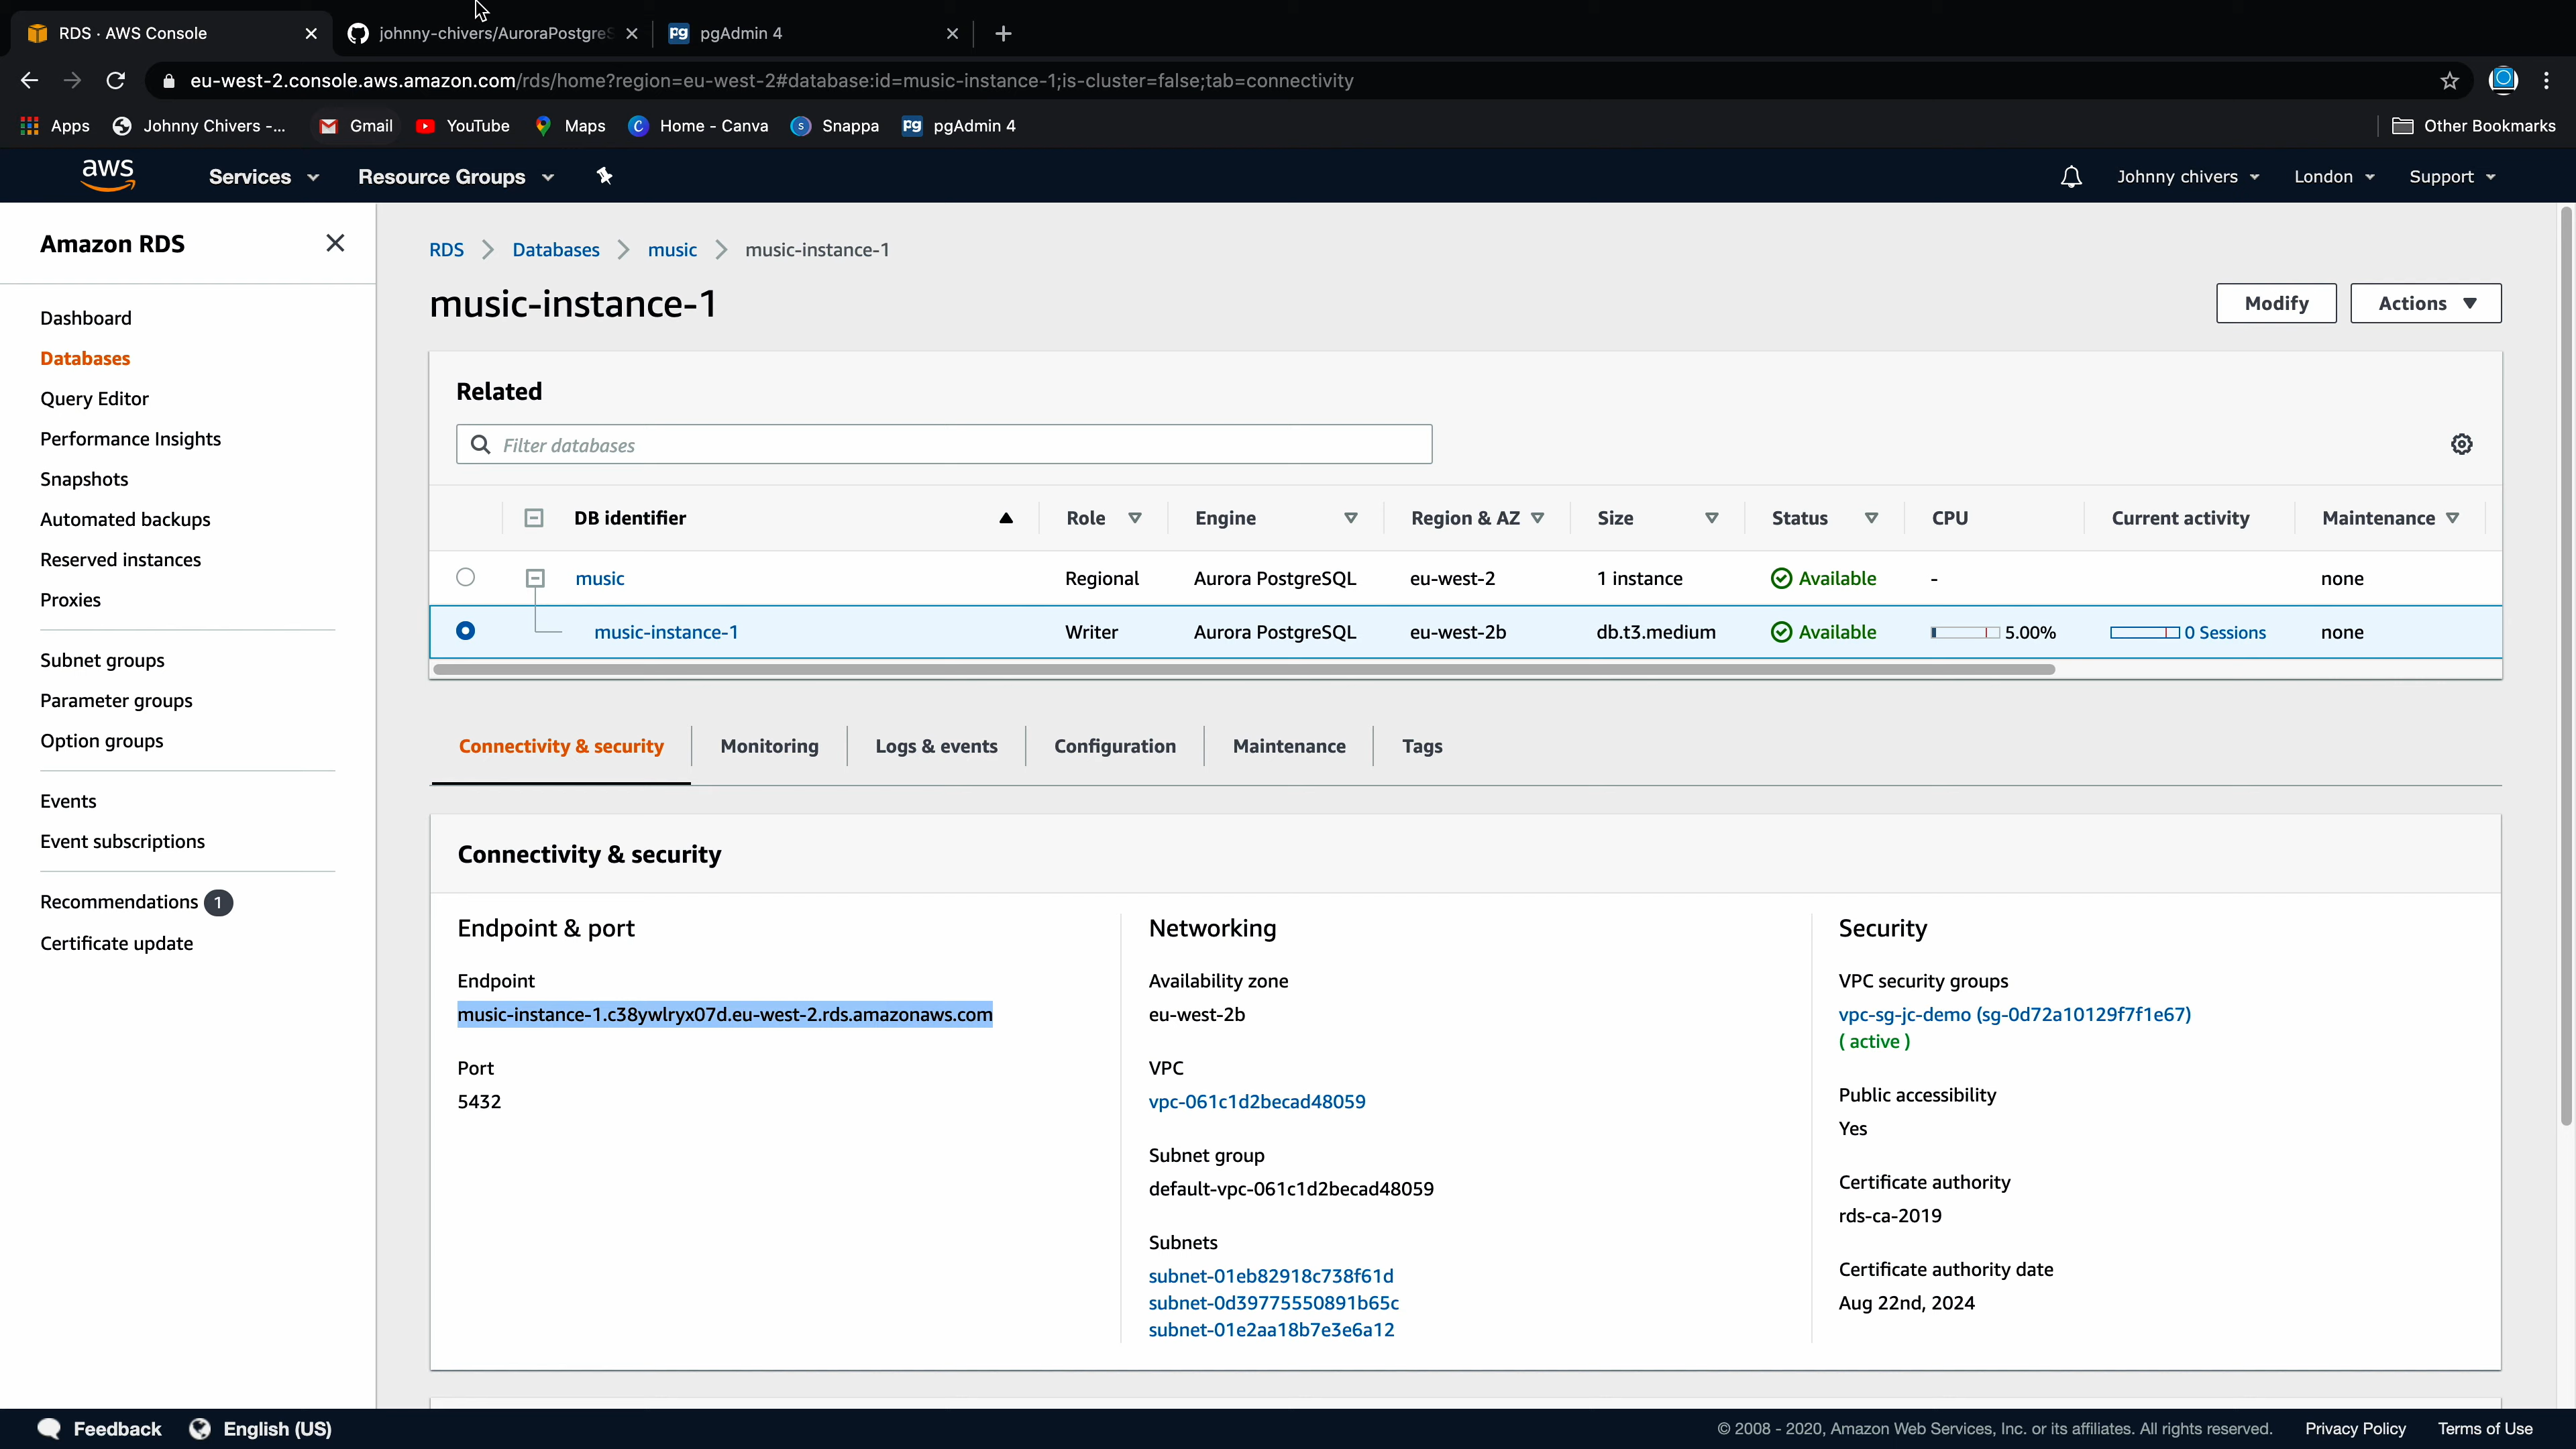 RDS · AWS Console
johnny-chivers/AuroraPostgreS
pgAdmin 4
eu-west-2.console.aws.amazon.com/rds/home?region=eu-west-2#database:id=music-instance-1;is-cluster=false;tab=connectivity
Apps
Johnny Chivers -...
Gmail
YouTube
Maps
Home - Canva
Snappa
pgAdmin 4
Other Bookmarks
aws
Services
Resource Groups
Johnny chivers
London
Support
Amazon RDS
Dashboard
Databases
Query Editor
Performance Insights
Snapshots
Automated backups
Reserved instances
Proxies
Subnet groups
Parameter groups
Option groups
Events
Event subscriptions
Recommendations 1
Certificate update
RDS > Databases > music > music-instance-1
music-instance-1
Modify
Actions
Related
Filter databases
DB identifier Role Engine Region & AZ Size Status CPU Current activity Maintenance
music Regional Aurora PostgreSQL eu-west-2 1 instance Available - none
music-instance-1 Writer Aurora PostgreSQL eu-west-2b db.t3.medium Available 5.00% 0 Sessions none
Connectivity & security
Monitoring
Logs & events
Configuration
Maintenance
Tags
Connectivity & security
Endpoint & port
Endpoint
music-instance-1.c38ywlryx07d.eu-west-2.rds.amazonaws.com
Port
5432
Networking
Availability zone
eu-west-2b
VPC
vpc-061c1d2becad48059
Subnet group
default-vpc-061c1d2becad48059
Subnets
subnet-01eb82918c738f61d
subnet-0d39775550891b65c
subnet-01e2aa18b7e3e6a12
Security
VPC security groups
vpc-sg-jc-demo (sg-0d72a10129f7f1e67)
( active )
Public accessibility
Yes
Certificate authority
rds-ca-2019
Certificate authority date
Aug 22nd, 2024
Feedback
English (US)
© 2008 - 2020, Amazon Web Services, Inc. or its affiliates. All rights reserved.
Privacy Policy
Terms of Use